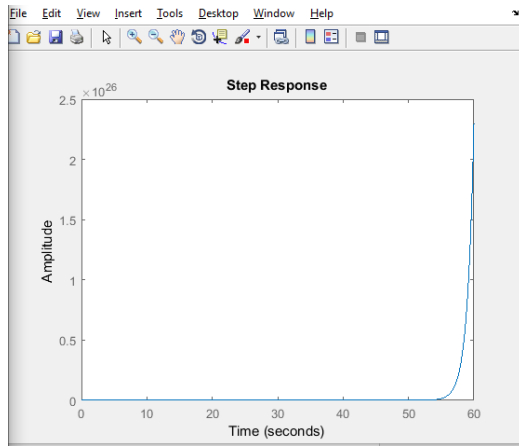 File Edit View Insert Tools Desktop Window Help
Step Response
×10^26
2.5
2
1.5
1
0.5
0
Amplitude
0 10 20 30 40 50 60
Time (seconds)